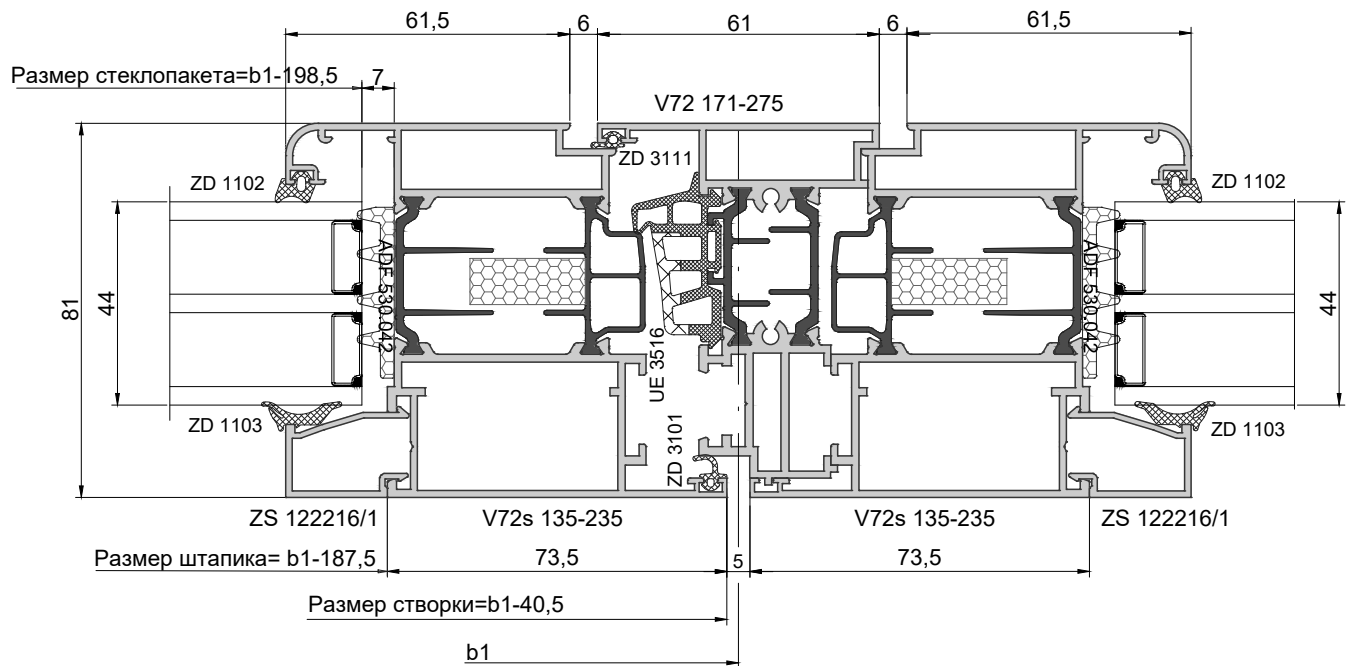 61,5
6
61
6
61,5
Размер стеклопакета=b1-198,5
7
V72 171-275
ZD 3111
ZD 1102
ZD 1102
ADF 530.042
ADF 530.042
81
44
44
UE 3516
ZD 1103
ZD 3101
ZD 1103
ZS 122216/1
V72s 135-235
V72s 135-235
ZS 122216/1
Размер штапика= b1-187,5
73,5
5
73,5
Размер створки=b1-40,5
b1